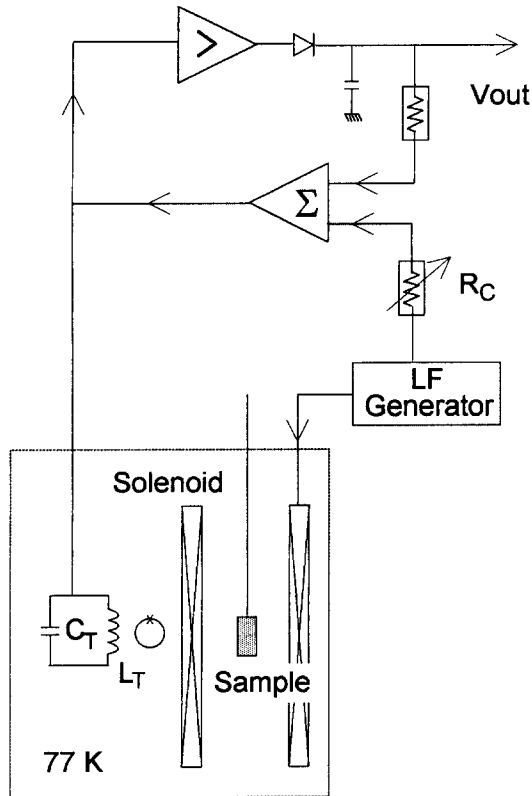 >
Vout
Σ
R_C
LF
Generator
Solenoid
C_T
L_T
Sample
77 K